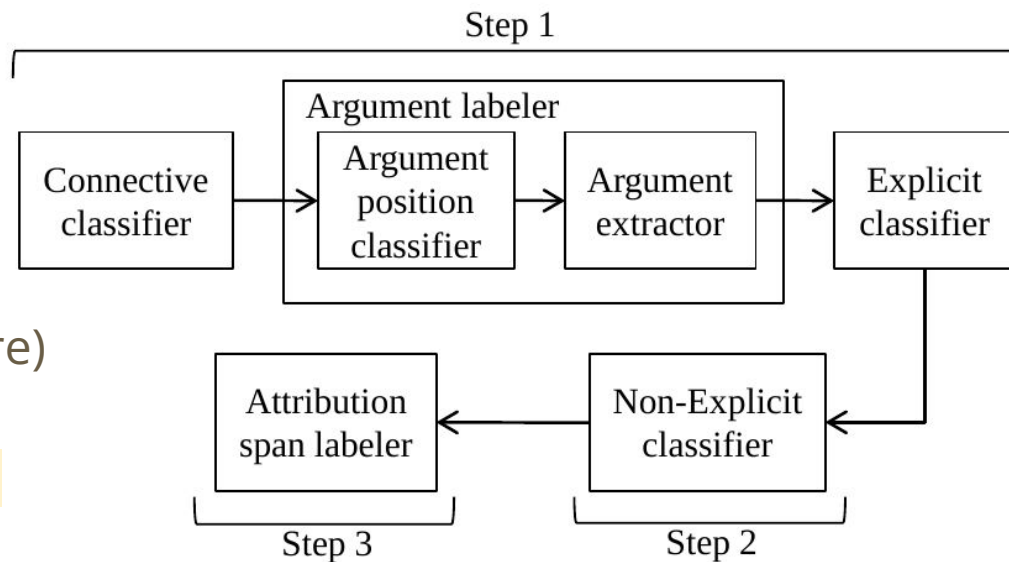 Step 1
Argument labeler
Connective
classifier
Argument
position
classifier
Argument
extractor
Explicit
classifier
re)
Attribution
span labeler
Non-Explicit
classifier
Step 3
Step 2